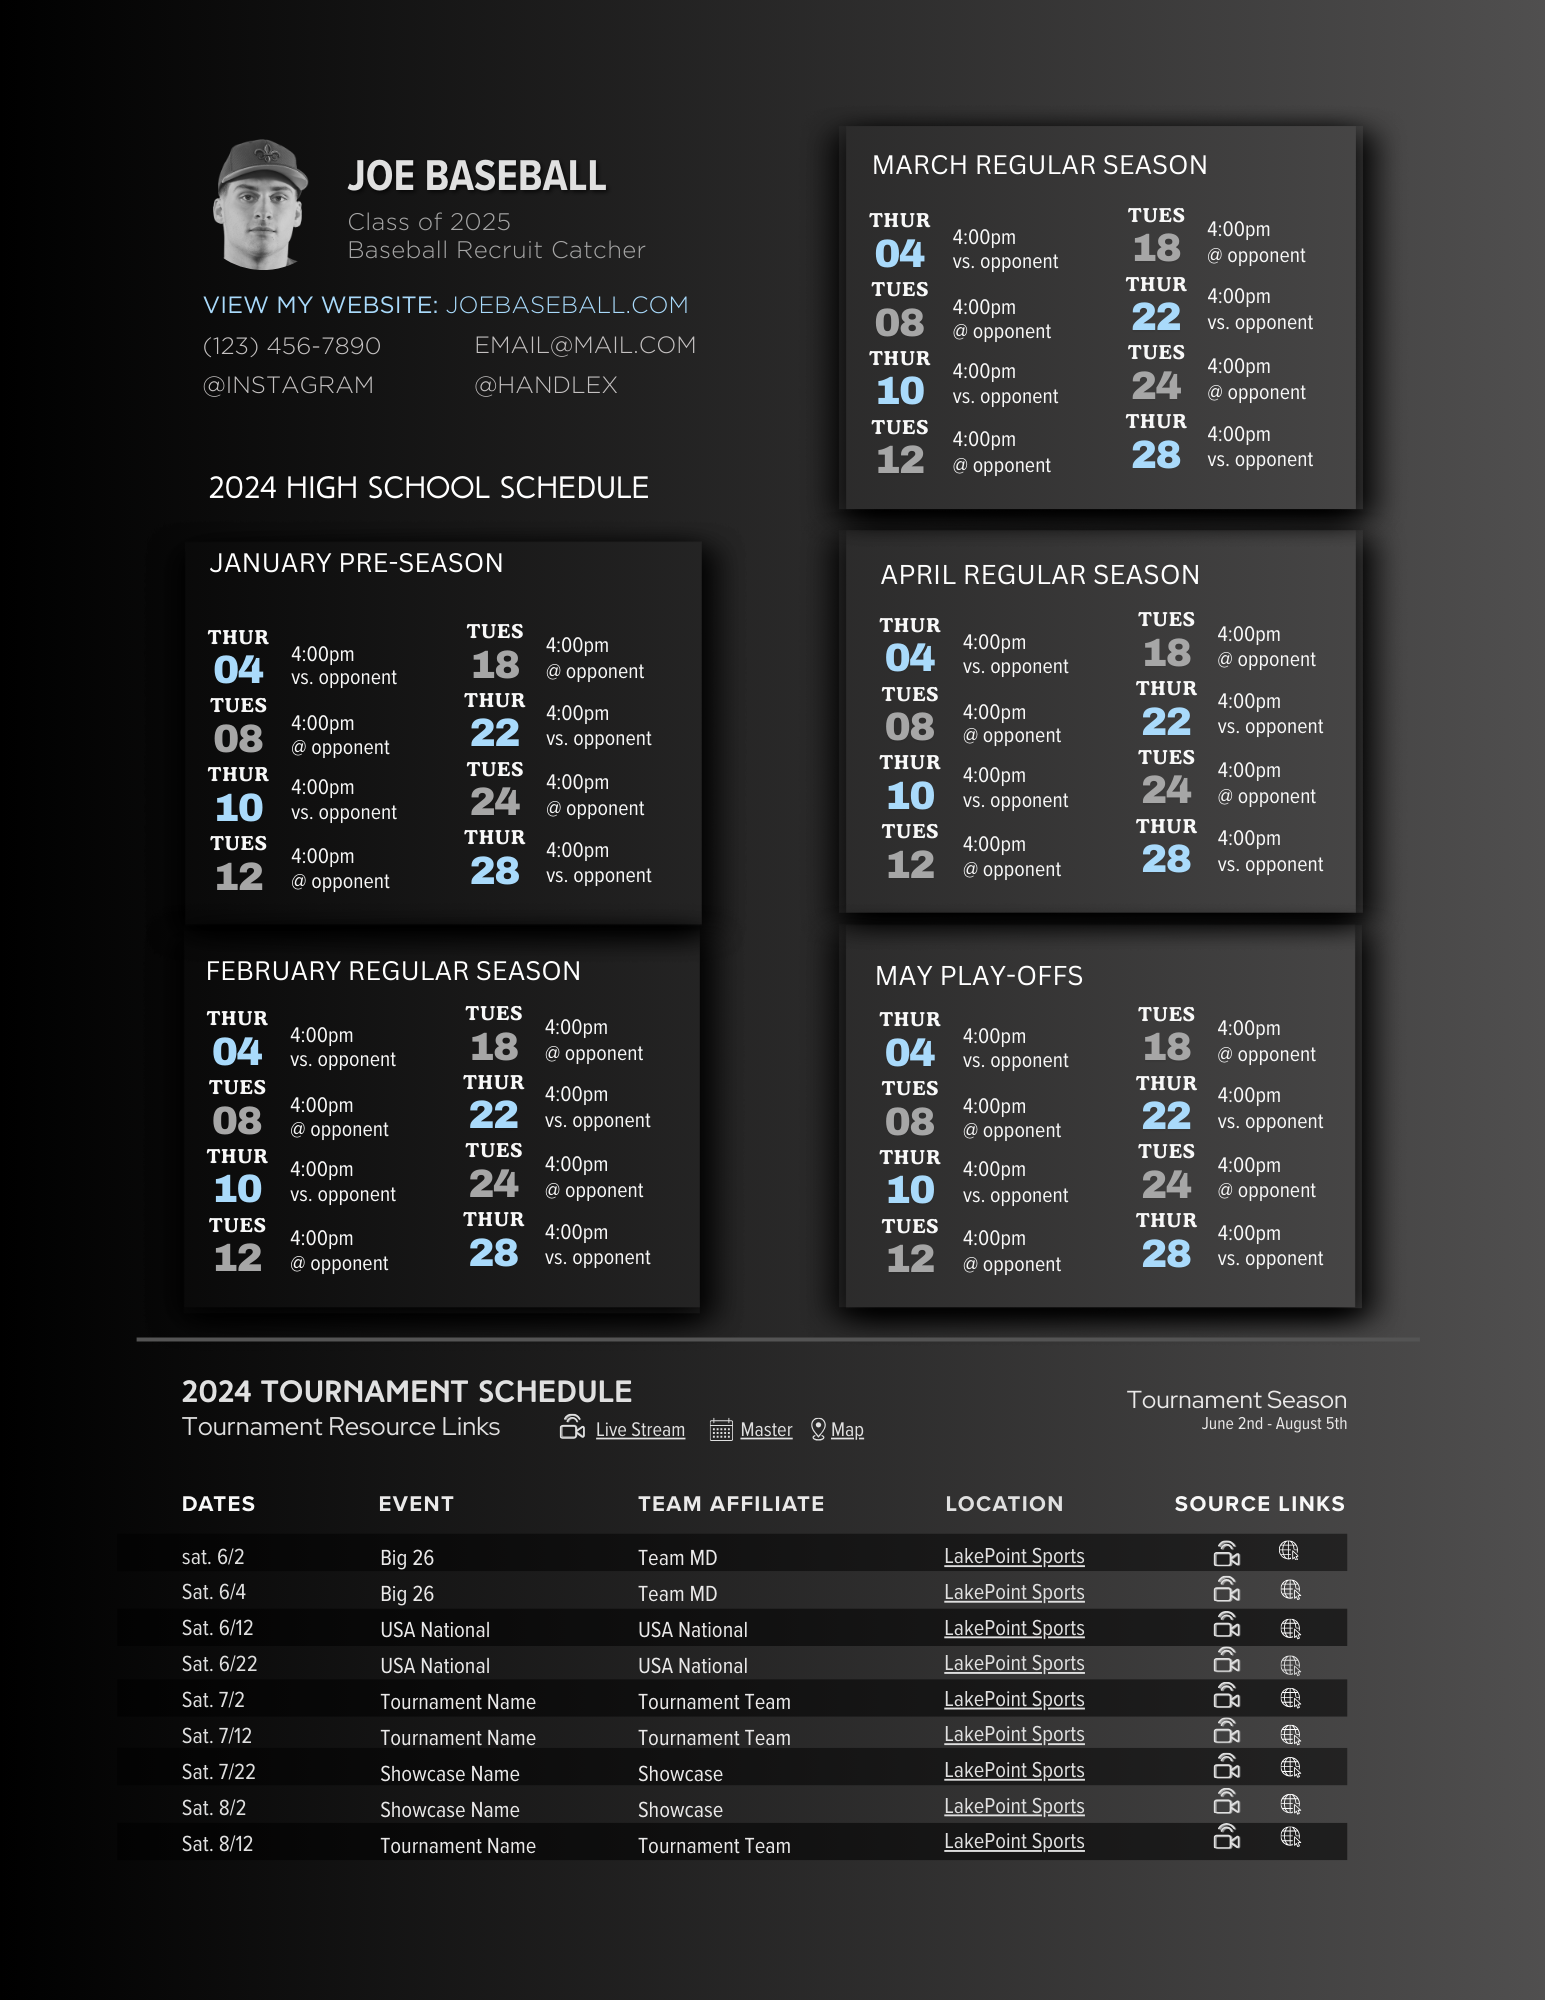 JOE BASEBALL
Class of 2025
Baseball Recruit Catcher
VIEW MY WEBSITE: JOEBASEBALL.COM
(123) 456-7890 EMAIL@MAIL.COM
@INSTAGRAM @HANDLEX
2024 HIGH SCHOOL SCHEDULE
JANUARY PRE-SEASON
THUR
04
4:00pm
vs. opponent
TUES
08
4:00pm
@ opponent
THUR
10
4:00pm
vs. opponent
TUES
12
4:00pm
@ opponent
TUES
18
4:00pm
@ opponent
THUR
22
4:00pm
vs. opponent
TUES
24
4:00pm
@ opponent
THUR
28
4:00pm
vs. opponent
FEBRUARY REGULAR SEASON
THUR
04
4:00pm
vs. opponent
TUES
08
4:00pm
@ opponent
THUR
10
4:00pm
vs. opponent
TUES
12
4:00pm
@ opponent
TUES
18
4:00pm
@ opponent
THUR
22
4:00pm
vs. opponent
TUES
24
4:00pm
@ opponent
THUR
28
4:00pm
vs. opponent
MARCH REGULAR SEASON
THUR
04
4:00pm
vs. opponent
TUES
08
4:00pm
@ opponent
THUR
10
4:00pm
vs. opponent
TUES
12
4:00pm
@ opponent
TUES
18
4:00pm
@ opponent
THUR
22
4:00pm
vs. opponent
TUES
24
4:00pm
@ opponent
THUR
28
4:00pm
vs. opponent
APRIL REGULAR SEASON
THUR
04
4:00pm
vs. opponent
TUES
08
4:00pm
@ opponent
THUR
10
4:00pm
vs. opponent
TUES
12
4:00pm
@ opponent
TUES
18
4:00pm
@ opponent
THUR
22
4:00pm
vs. opponent
TUES
24
4:00pm
@ opponent
THUR
28
4:00pm
vs. opponent
MAY PLAY-OFFS
THUR
04
4:00pm
vs. opponent
TUES
08
4:00pm
@ opponent
THUR
10
4:00pm
vs. opponent
TUES
12
4:00pm
@ opponent
TUES
18
4:00pm
@ opponent
THUR
22
4:00pm
vs. opponent
TUES
24
4:00pm
@ opponent
THUR
28
4:00pm
vs. opponent
2024 TOURNAMENT SCHEDULE
Tournament Resource Links Live Stream Master Map
Tournament Season
June 2nd - August 5th
DATES EVENT TEAM AFFILIATE LOCATION SOURCE LINKS
sat. 6/2 Big 26 Team MD LakePoint Sports
Sat. 6/4 Big 26 Team MD LakePoint Sports
Sat. 6/12 USA National USA National LakePoint Sports
Sat. 6/22 USA National USA National LakePoint Sports
Sat. 7/2 Tournament Name Tournament Team LakePoint Sports
Sat. 7/12 Tournament Name Tournament Team LakePoint Sports
Sat. 7/22 Showcase Name Showcase LakePoint Sports
Sat. 8/2 Showcase Name Showcase LakePoint Sports
Sat. 8/12 Tournament Name Tournament Team LakePoint Sports